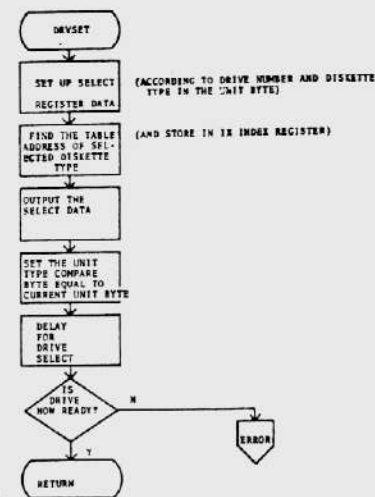 DRVSET
SET UP SELECT
REGISTER DATA
(ACCORDING TO DRIVE NUMBER AND DISKETTE
TYPE IN THE UNIT BYTE)
FIND THE TABLE
ADDRESS OF SEL-
ECTED DISKETTE
TYPE
(AND STORE IN IX INDEX REGISTER)
OUTPUT THE
SELECT DATA
SET THE UNIT
TYPE COMPARE
BYTE EQUAL TO
CURRENT UNIT BYTE
DELAY
FOR
DRIVE
SELECT
IS
DRIVE
NOW READY?
N
ERROR
Y
RETURN